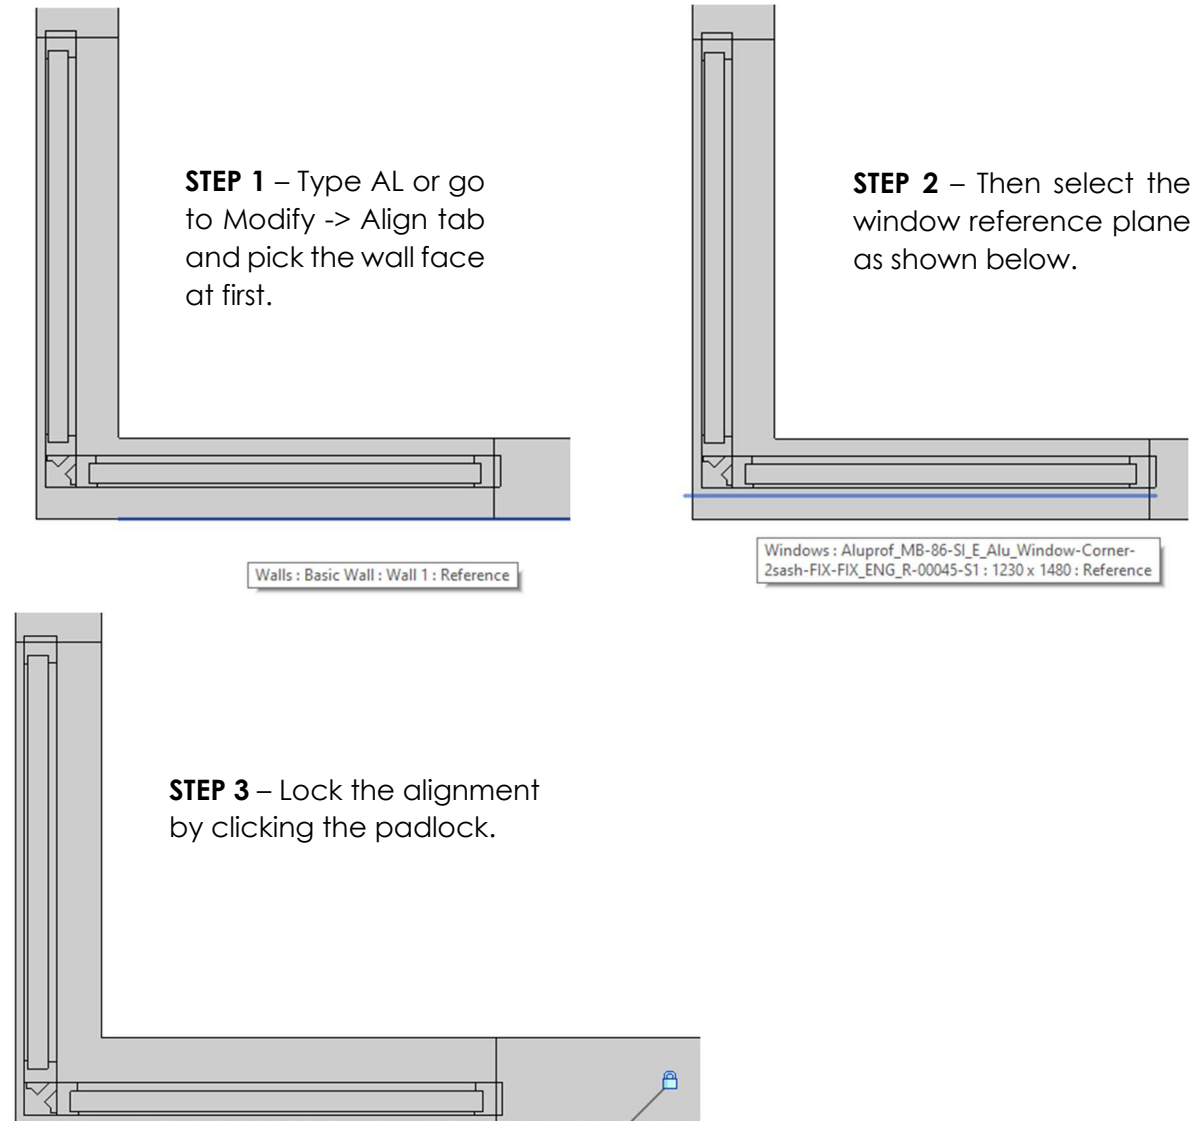 STEP 1 – Type AL or go
to Modify -> Align tab
and pick the wall face
at first.
STEP 2 – Then select the
window reference plane
as shown below.
Walls : Basic Wall : Wall 1 : Reference
Windows : Aluprof_MB-86-SI_E_Alu_Window-Corner-
2sash-FIX-FIX_ENG_R-00045-S1 : 1230 x 1480 : Reference
STEP 3 – Lock the alignment
by clicking the padlock.